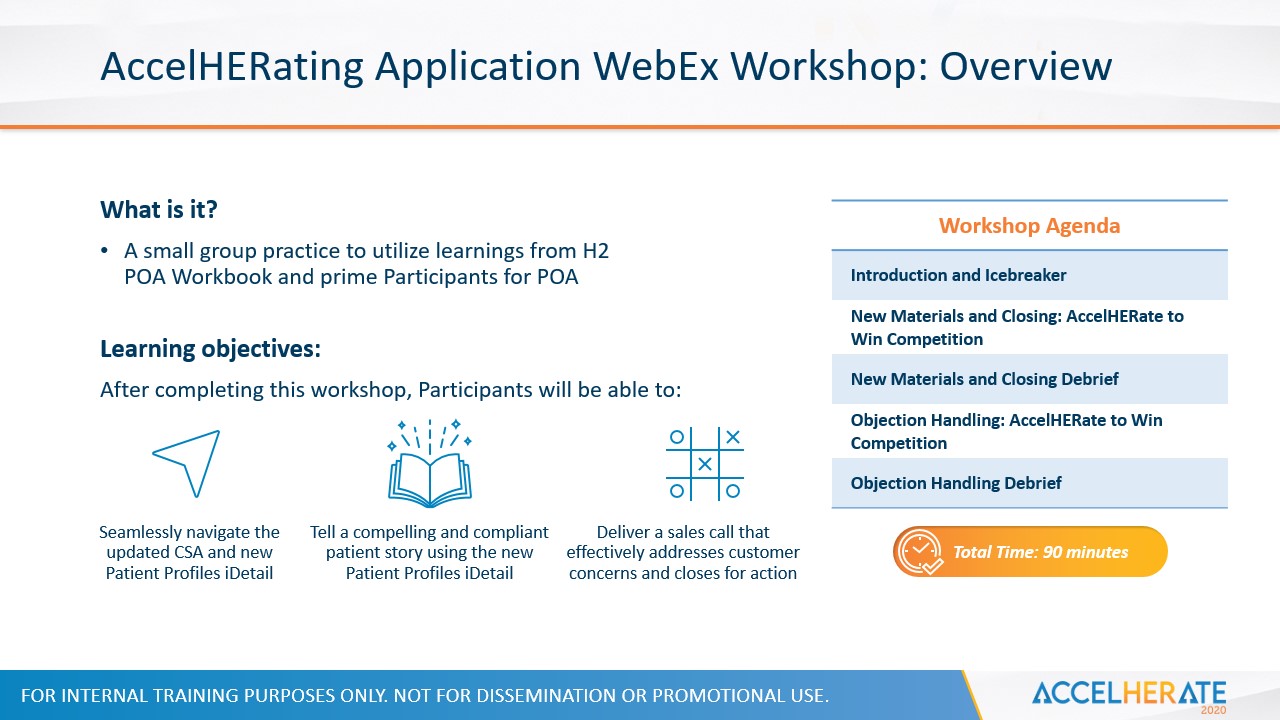 AccelHERating Application WebEx Workshop: Overview
What is it?
• A small group practice to utilize learnings from H2
POA Workbook and prime Participants for POA
Learning objectives:
After completing this workshop, Participants will be able to:
Seamlessly navigate the
updated CSA and new
Patient Profiles iDetail
Tell a compelling and compliant
patient story using the new
Patient Profiles iDetail
Deliver a sales call that
effectively addresses customer
concerns and closes for action
Workshop Agenda
Introduction and Icebreaker
New Materials and Closing: AccelHERate to
Win Competition
New Materials and Closing Debrief
Objection Handling: AccelHERate to Win
Competition
Objection Handling Debrief
Total Time: 90 minutes
FOR INTERNAL TRAINING PURPOSES ONLY. NOT FOR DISSEMINATION OR PROMOTIONAL USE.
ACCELHERATE
2020